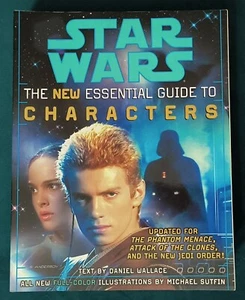 STAR
WARS
THE NEW ESSENTIAL GUIDE TO
CHARACTERS
UPDATED FOR
THE PHANTOM MENACE,
ATTACK OF THE CLONES,
AND THE NEW JEDI ORDER!
TEXT BY DANIEL WALLACE
ALL NEW FULL-COLOR ILLUSTRATIONS BY MICHAEL SUTFIN